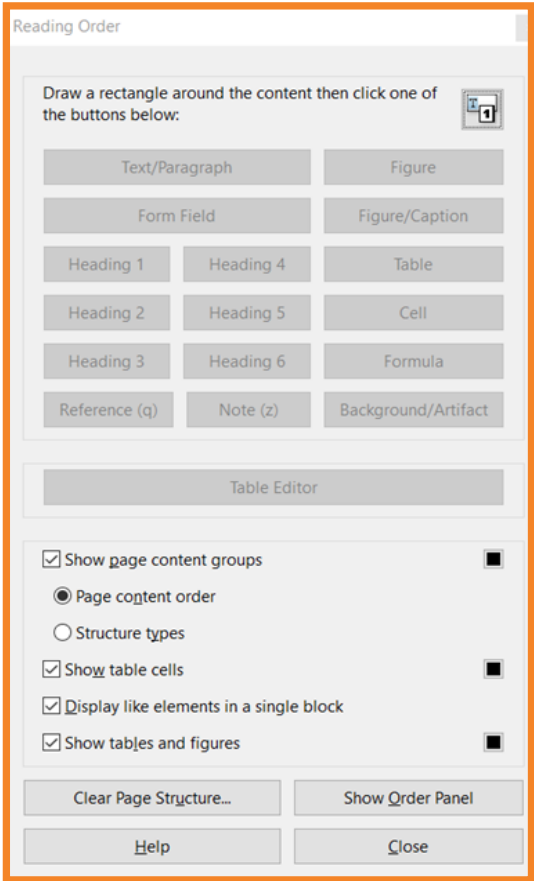 Reading Order
Draw a rectangle around the content then click one of
the buttons below:
Text/Paragraph
Figure
Form Field
Figure/Caption
Heading 1
Heading 4
Table
Heading 2
Heading 5
Cell
Heading 3
Heading 6
Formula
Reference (q)
Note (z)
Background/Artifact
Table Editor
Show page content groups
Page content order
Structure types
Show table cells
Display like elements in a single block
Show tables and figures
Clear Page Structure...
Show Order Panel
Help
Close